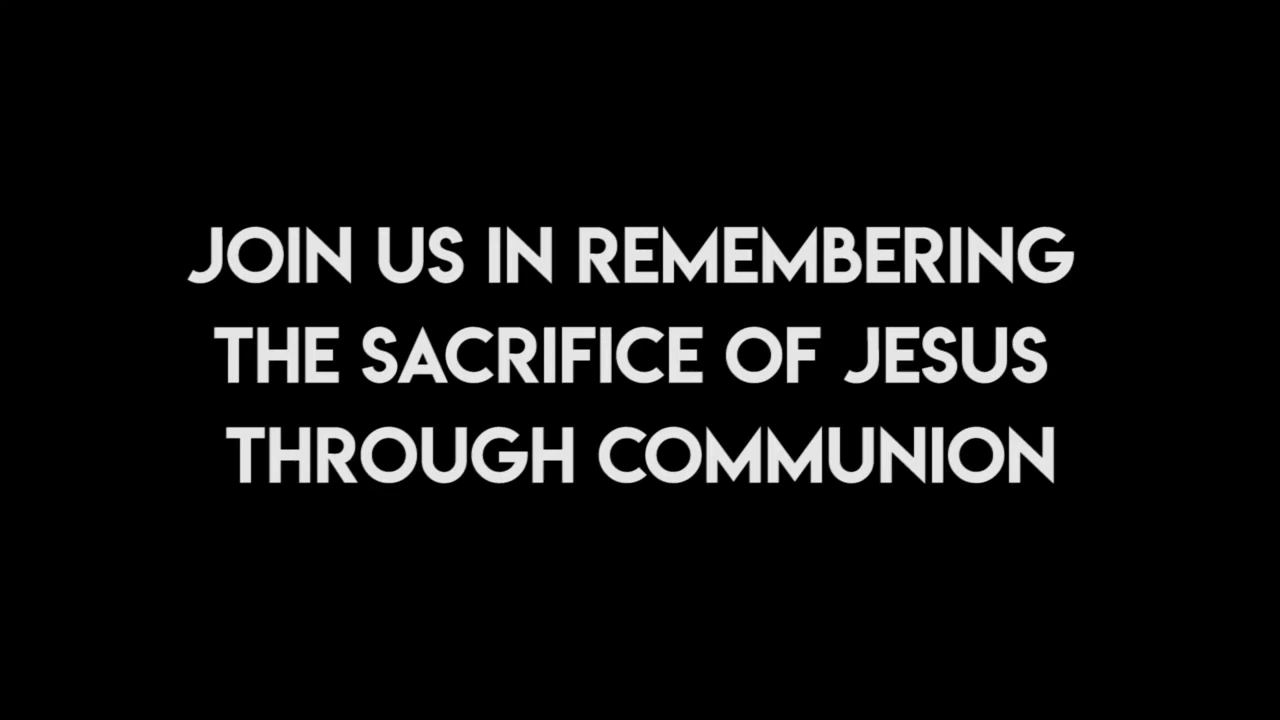 JOIN US IN REMEMBERING
THE SACRIFICE OF JESUS
THROUGH COMMUNION